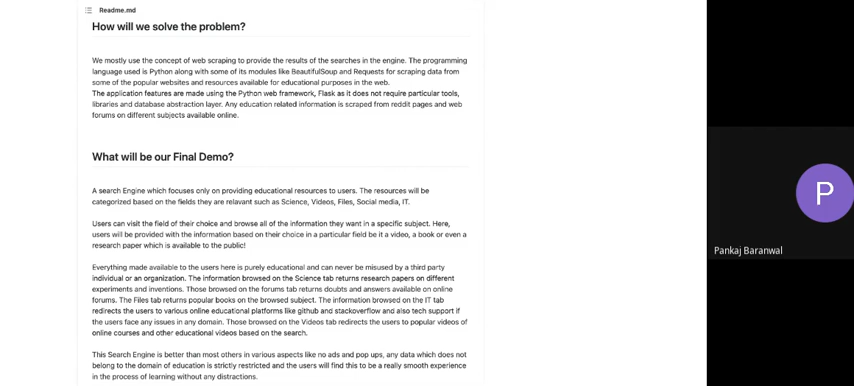 Readme.md
How will we solve the problem?
We mostly use the concept of web scraping to provide the results of the searches in the engine. The programming
language used is Python along with some of its modules like BeautifulSoup and Requests for scraping data from
some of the popular websites and resources available for educational purposes in the web.
The application features are made using the Python web framework, Flask as it does not require particular tools,
libraries and database abstraction layer. Any education related information is scraped from reddit pages and web
forums on different subjects available online.
What will be our Final Demo?
A search Engine which focuses only on providing educational resources to users. The resources will be
categorized based on the fields they are relavant such as Science, Videos, Files, Social media, IT.
Users can visit the field of their choice and browse all of the information they want in a specific subject. Here,
users will be provided with the information based on their choice in a particular field be it a video, a book or even a
research paper which is available to the public!
Everything made available to the users here is purely educational and can never be misused by a third party
individual or an organization. The information browsed on the Science tab returns research papers on different
experiments and inventions. Those browsed on the forums tab returns doubts and answers available on online
forums. The Files tab returns popular books on the browsed subject. The information browsed on the IT tab
redirects the users to various online educational platforms like github and stackoverflow and also tech support if
the users face any issues in any domain. Those browsed on the Videos tab redirects the users to popular videos of
online courses and other educational videos based on the search.
This Search Engine is better than most others in various aspects like no ads and pop ups, any data which does not
belong to the domain of education is strictly restricted and the users will find this to be a really smooth experience
in the process of learning without any distractions.
P
Pankaj Baranwal